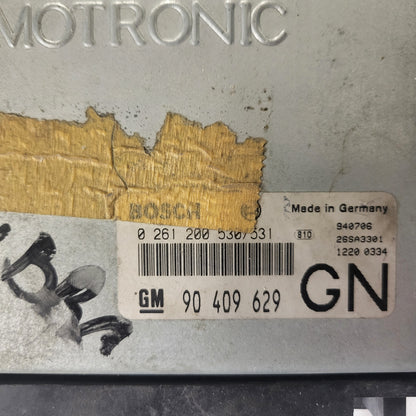 MOTRONIC
BOSCH
Made in Germany
0 261 200 530/531
810
940706
26SA3301
1220 0334
GM 90 409 629
GN